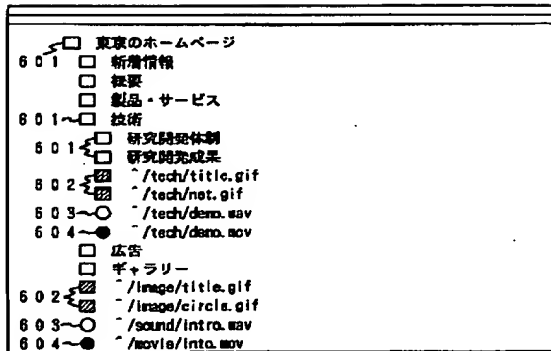 東京のホームページ
601 新着情報
概要
製品・サービス
601 技術
601 研究開発体制
研究開発成果
602 ^/tech/title.gif
^/tech/net.gif
603 ^/tech/demo.wav
604 ^/tech/demo.mov
広告
ギャラリー
602 ^/image/title.gif
^/image/circle.gif
603 ^/sound/intro.wav
604 ^/movie/into.mov